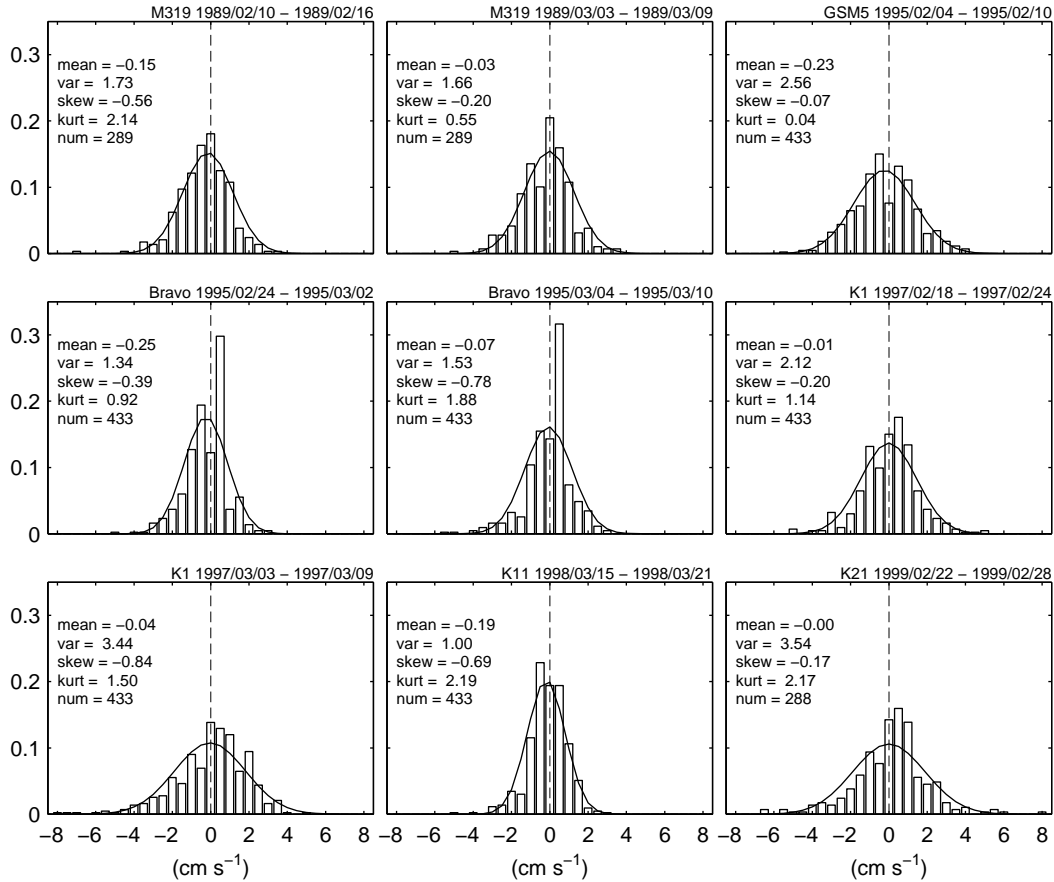 M319 1989/02/10 − 1989/02/16
mean = −0.15
var = 1.73
skew = −0.56
kurt = 2.14
num = 289
0.3
0.2
0.1
0
M319 1989/03/03 − 1989/03/09
mean = −0.03
var = 1.66
skew = −0.20
kurt = 0.55
num = 289
GSM5 1995/02/04 − 1995/02/10
mean = −0.23
var = 2.56
skew = −0.07
kurt = 0.04
num = 433
Bravo 1995/02/24 − 1995/03/02
mean = −0.25
var = 1.34
skew = −0.39
kurt = 0.92
num = 433
0.3
0.2
0.1
0
Bravo 1995/03/04 − 1995/03/10
mean = −0.07
var = 1.53
skew = −0.78
kurt = 1.88
num = 433
K1 1997/02/18 − 1997/02/24
mean = −0.01
var = 2.12
skew = −0.20
kurt = 1.14
num = 433
K1 1997/03/03 − 1997/03/09
mean = −0.04
var = 3.44
skew = −0.84
kurt = 1.50
num = 433
0.3
0.2
0.1
0
−8 −6 −4 −2 0 2 4 6 8
(cm s⁻¹)
K11 1998/03/15 − 1998/03/21
mean = −0.19
var = 1.00
skew = −0.69
kurt = 2.19
num = 433
−8 −6 −4 −2 0 2 4 6 8
(cm s⁻¹)
K21 1999/02/22 − 1999/02/28
mean = −0.00
var = 3.54
skew = −0.17
kurt = 2.17
num = 288
−8 −6 −4 −2 0 2 4 6 8
(cm s⁻¹)